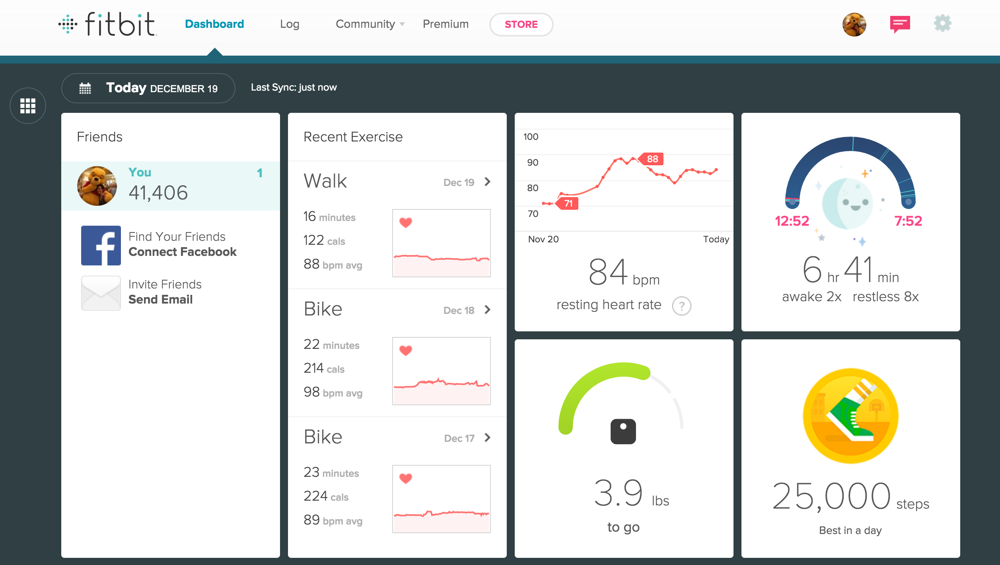 fitbit
Dashboard
Log
Community
Premium
STORE
Today DECEMBER 19
Last Sync: just now
Friends
You
1
41,406
Find Your Friends
Connect Facebook
Invite Friends
Send Email
Recent Exercise
Walk
Dec 19
16 minutes
122 cals
88 bpm avg
Bike
Dec 18
22 minutes
214 cals
98 bpm avg
Bike
Dec 17
23 minutes
224 cals
89 bpm avg
100
90
80
70
88
71
Nov 20
Today
84 bpm
resting heart rate
?
12:52
7:52
6 hr 41 min
awake 2x restless 8x
3.9 lbs
to go
25,000 steps
Best in a day